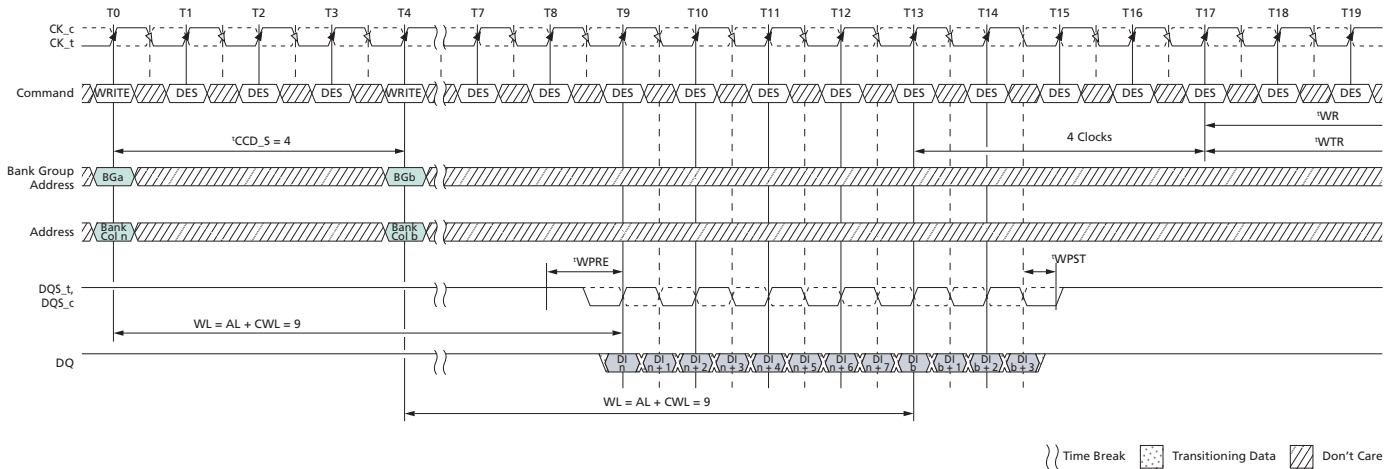 T0 T1 T2 T3 T4 T7 T8 T9 T10 T11 T12 T13 T14 T15 T16 T17 T18 T19
CK_c
CK_t
Command WRITE DES DES DES WRITE DES DES DES DES DES DES DES DES DES DES DES DES DES
tWR
tCCD_S = 4
4 Clocks
tWTR
Bank Group
Address
BGa BGb
Address
Bank
Col n
Bank
Col b
tWPRE tWPST
DQS_t,
DQS_c
WL = AL + CWL = 9
DQ
DI
n
DI
n + 1
DI
n + 2
DI
n + 3
DI
n + 4
DI
n + 5
DI
n + 6
DI
n + 7
DI
b
DI
b + 1
DI
b + 2
DI
b + 3
WL = AL + CWL = 9
Time Break Transitioning Data Don't Care